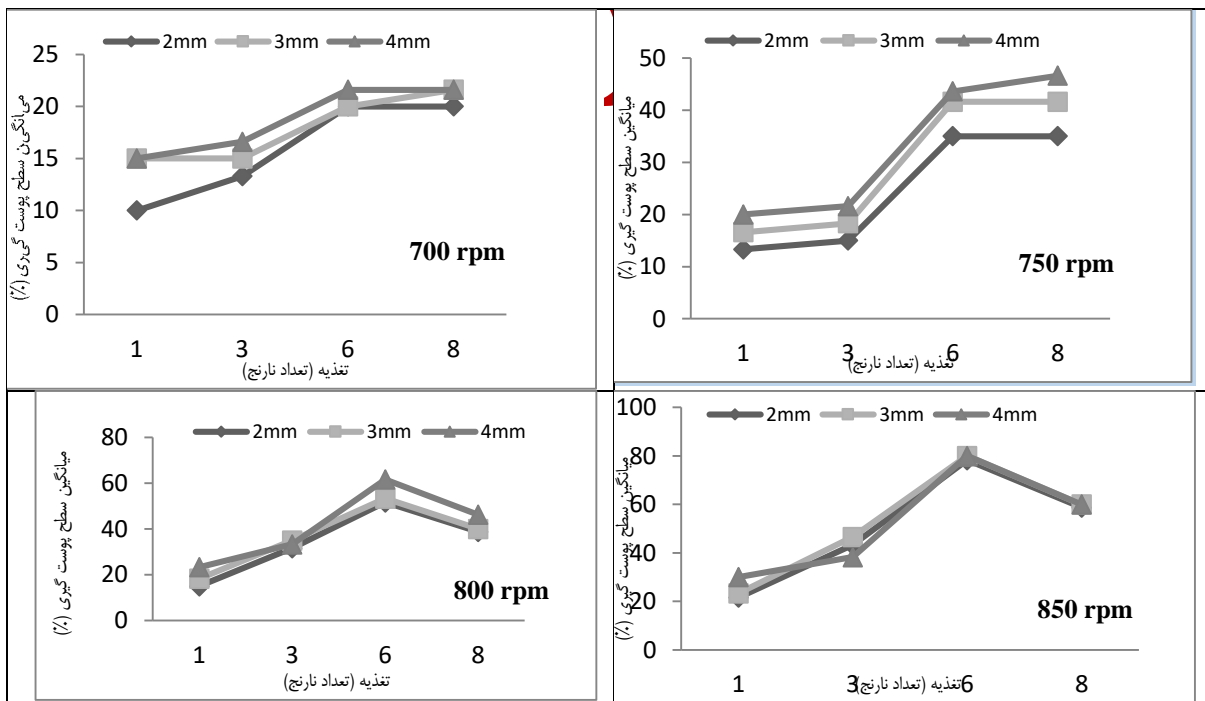 2mm 3mm 4mm
25
20
15
10
5
0
میانگین سطح پوست گیری (%)
700 rpm
1 3 6 8
تغذیه (تعداد نارنج)
2mm 3mm 4mm
50
40
30
20
10
0
میانگین سطح پوست گیری (%)
750 rpm
1 3 6 8
تغذیه (تعداد نارنج)
2mm 3mm 4mm
80
60
40
20
0
میانگین سطح پوست گیری (%)
800 rpm
1 3 6 8
تغذیه (تعداد نارنج)
2mm 3mm 4mm
100
80
60
40
20
0
میانگین سطح پوست گیری (%)
850 rpm
1 3 6 8
تغذیه (تعداد نارنج)